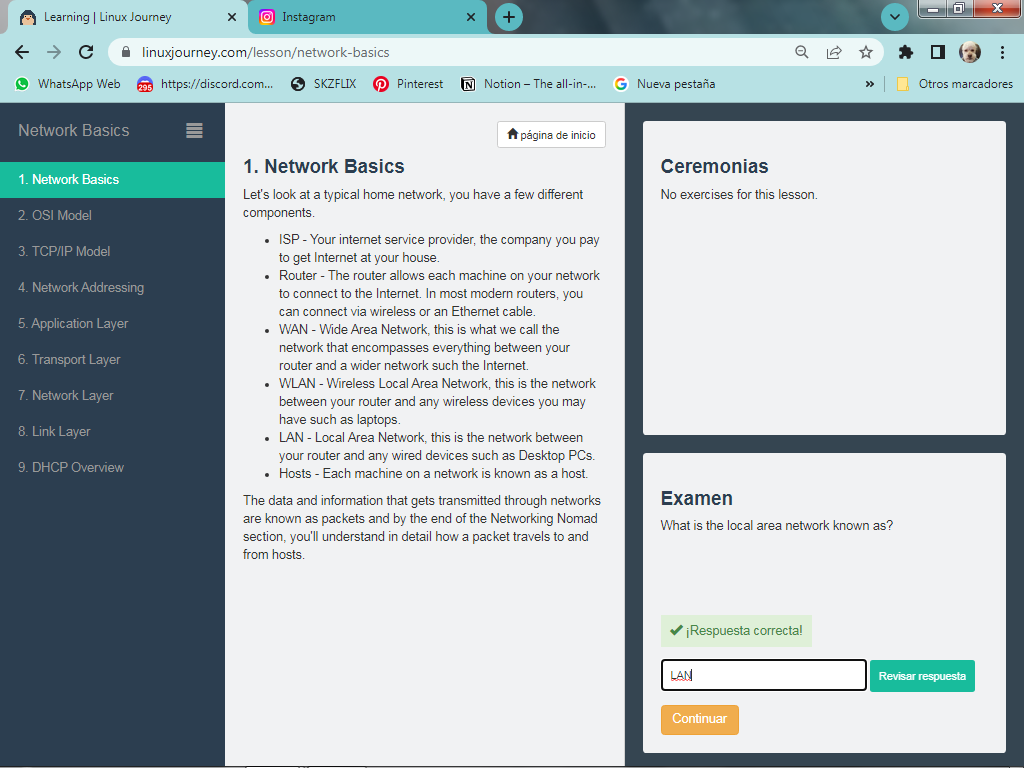 Learning | Linux Journey
Instagram
linuxjourney.com/lesson/network-basics
WhatsApp Web
295
https://discord.com...
SKZFLIX
Pinterest
Notion – The all-in-...
Nueva pestaña
»
Otros marcadores
Network Basics
1. Network Basics
2. OSI Model
3. TCP/IP Model
4. Network Addressing
5. Application Layer
6. Transport Layer
7. Network Layer
8. Link Layer
9. DHCP Overview
página de inicio
1. Network Basics
Let's look at a typical home network, you have a few different
components.
• ISP - Your internet service provider, the company you pay
to get Internet at your house.
• Router - The router allows each machine on your network
to connect to the Internet. In most modern routers, you
can connect via wireless or an Ethernet cable.
• WAN - Wide Area Network, this is what we call the
network that encompasses everything between your
router and a wider network such the Internet.
• WLAN - Wireless Local Area Network, this is the network
between your router and any wireless devices you may
have such as laptops.
• LAN - Local Area Network, this is the network between
your router and any wired devices such as Desktop PCs.
• Hosts - Each machine on a network is known as a host.
The data and information that gets transmitted through networks
are known as packets and by the end of the Networking Nomad
section, you'll understand in detail how a packet travels to and
from hosts.
Ceremonias
No exercises for this lesson.
Examen
What is the local area network known as?
¡Respuesta correcta!
LAN
Revisar respuesta
Continuar